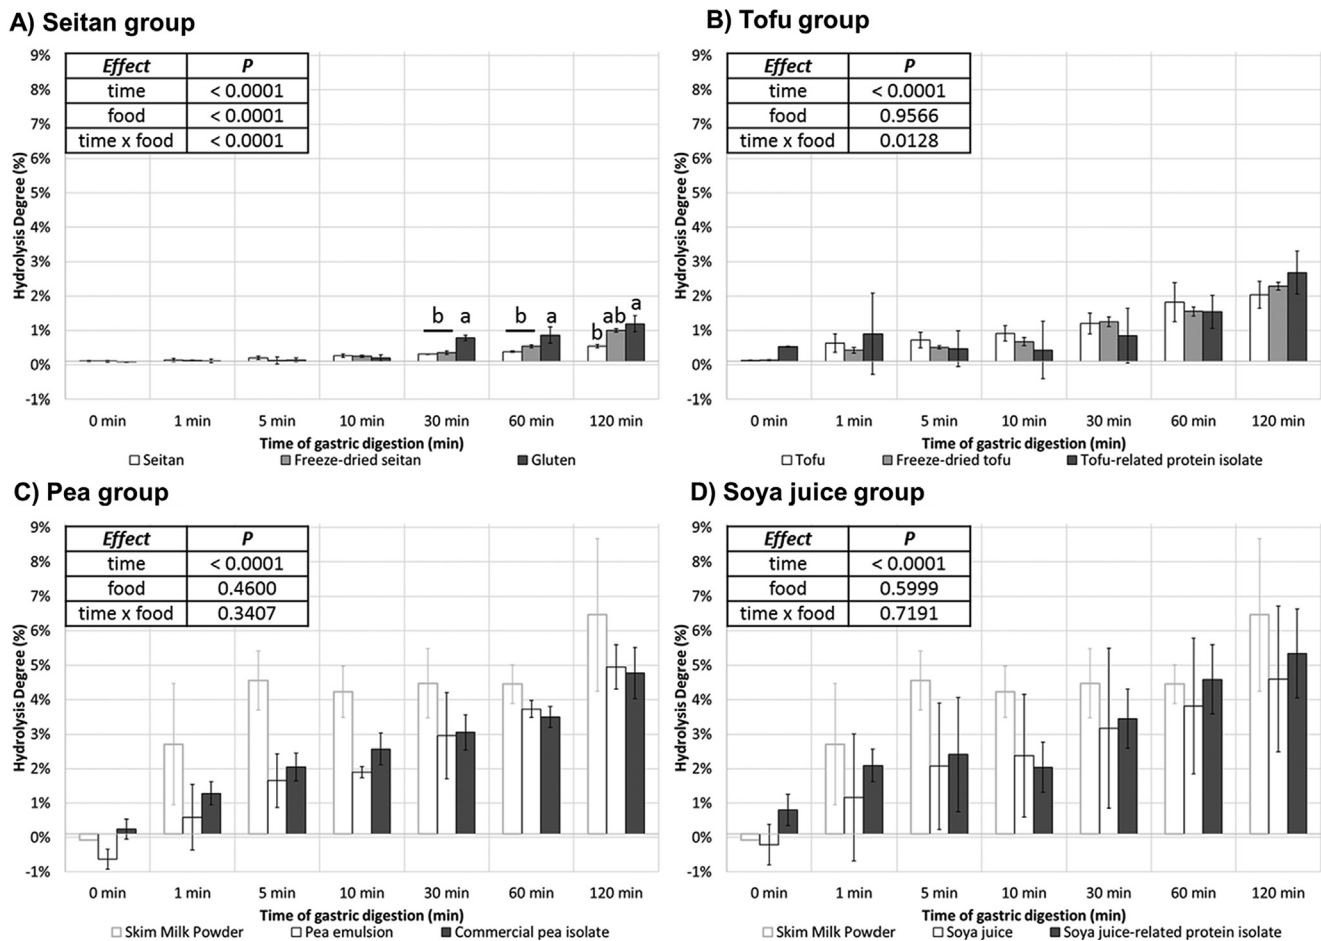 A) Seitan group
Effect P
time < 0.0001
food < 0.0001
time x food < 0.0001
Hydrolysis Degree (%)
9%
8%
7%
6%
5%
4%
3%
2%
1%
0%
-1%
b a b a b ab a
0 min 1 min 5 min 10 min 30 min 60 min 120 min
Time of gastric digestion (min)
Seitan Freeze-dried seitan Gluten
B) Tofu group
Effect P
time < 0.0001
food 0.9566
time x food 0.0128
Hydrolysis Degree (%)
9%
8%
7%
6%
5%
4%
3%
2%
1%
0%
-1%
0 min 1 min 5 min 10 min 30 min 60 min 120 min
Time of gastric digestion (min)
Tofu Freeze-dried tofu Tofu-related protein isolate
C) Pea group
Effect P
time < 0.0001
food 0.4600
time x food 0.3407
Hydrolysis Degree (%)
9%
8%
7%
6%
5%
4%
3%
2%
1%
0%
-1%
0 min 1 min 5 min 10 min 30 min 60 min 120 min
Time of gastric digestion (min)
Skim Milk Powder Pea emulsion Commercial pea isolate
D) Soya juice group
Effect P
time < 0.0001
food 0.5999
time x food 0.7191
Hydrolysis Degree (%)
9%
8%
7%
6%
5%
4%
3%
2%
1%
0%
-1%
0 min 1 min 5 min 10 min 30 min 60 min 120 min
Time of gastric digestion (min)
Skim Milk Powder Soya juice Soya juice-related protein isolate